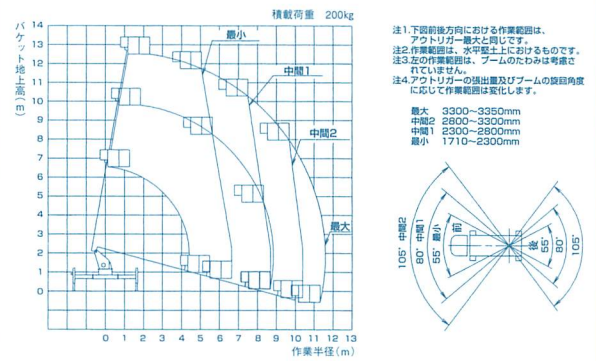 積載荷重 200kg
バケット地上高(m)
14
13
12
11
10
9
8
7
6
5
4
3
2
1
0
0 1 2 3 4 5 6 7 8 9 10 11 12 13
作業半径(m)
最小
中間1
中間2
最大
注1.下図前後方向における作業範囲は、
アウトリガー最大と同じです。
注2.作業範囲は、水平堅土上におけるものです。
注3.左の作業範囲は、ブームのたわみは考慮さ
れていません。
注4.アウトリガーの張出量及びブームの旋回角度
に応じて作業範囲は変化します。
最大 3300〜3350mm
中間2 2800〜3300mm
中間1 2300〜2800mm
最小 1710〜2300mm
105° 中間2
80° 中間1
55° 最小
前
後
55°
80°
105°